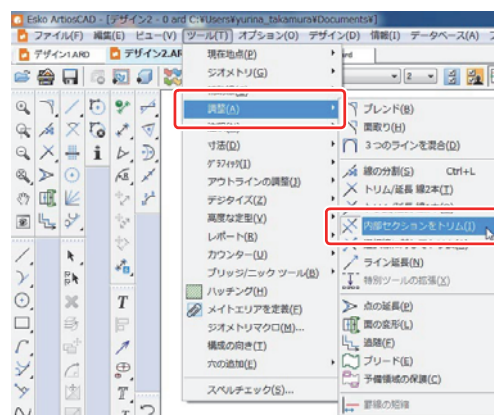 Esko ArtiosCAD - [デザイン2 - 0 ard C:¥Users¥yurina_takamura¥Documents¥]
ファイル(F) 編集(E) ビュー(V) ツール(T) オプション(O) デザイン(D) 情報(I) データベース(A)
デザイン1.ARD デザイン2.AR
現在地点(P)
ジオメトリ(G)
調整(A)
寸法(D)
アウトラインの調整(J)
デジタイズ(Z)
高度な定型(V)
レポート(R)
カウンター(U)
ブリッジ/ニック ツール(B)
ハッチング(H)
メイトエリアを定義(F)
ジオメトリマクロ(M)...
構成の向き(T)
穴の追加(E)
スペルチェック(S)...
2
ブレンド(B)
面取り(H)
3つのラインを混合(D)
線の分割(S) Ctrl+L
トリム/延長 線2本(T)
内部セクションをトリム(I)
ライン延長(N)
特別ツールの拡張(X)
点の延長(P)
面の変形(L)
追随(F)
ブリード(E)
予備領域の保護(C)
罫線の短縮